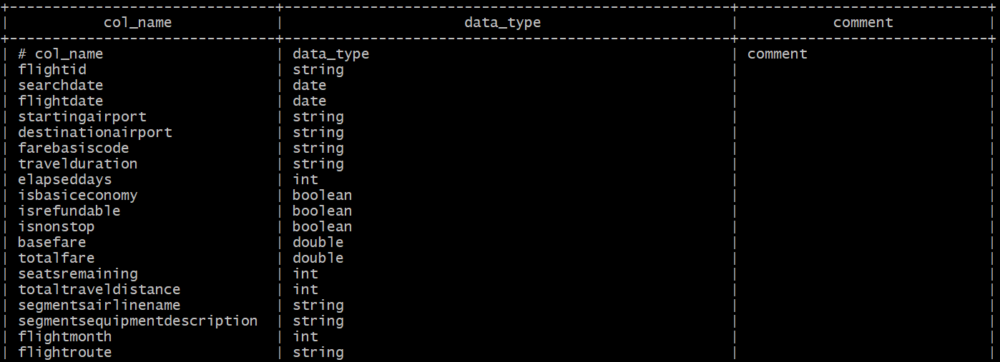 +-------------------------------+-----------------------------------------------------+-----------------------------+
| col_name | data_type | comment |
+-------------------------------+-----------------------------------------------------+-----------------------------+
| # col_name | data_type | comment |
| flightid | string | |
| searchdate | date | |
| flightdate | date | |
| startingairport | string | |
| destinationairport | string | |
| farebasiscode | string | |
| travelduration | string | |
| elapseddays | int | |
| isbasiceconomy | boolean | |
| isrefundable | boolean | |
| isnonstop | boolean | |
| basefare | double | |
| totalfare | double | |
| seatsremaining | int | |
| totaltraveldistance | int | |
| segmentsairlinename | string | |
| segmentsequipmentdescription | string | |
| flightmonth | int | |
| flightroute | string | |